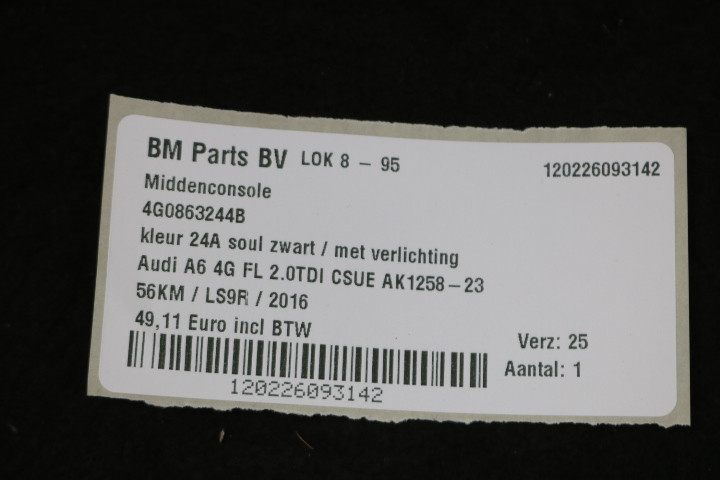 BM Parts BV LOK 8 – 95 120226093142
Middenconsole
4G0863244B
kleur 24A soul zwart / met verlichting
Audi A6 4G FL 2.0TDI CSUE AK1258–23
56KM / LS9R / 2016
49,11 Euro incl BTW
Verz: 25
Aantal: 1
120226093142